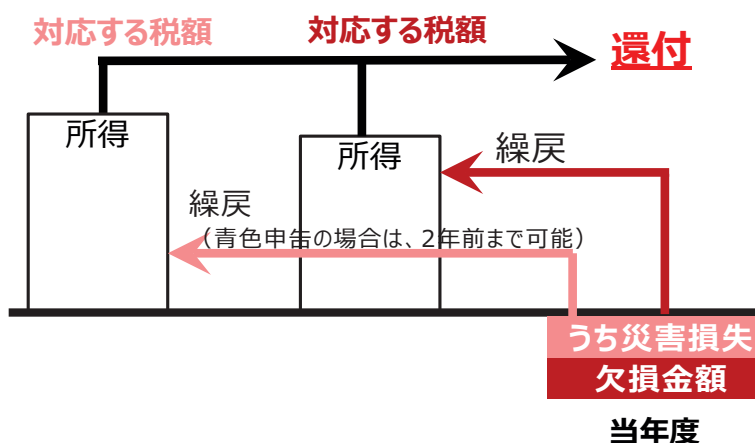 対応する税額
対応する税額
還付
所得
所得
繰戻
繰戻
（青色申告の場合は、2年前まで可能）
うち災害損失
欠損金額
当年度